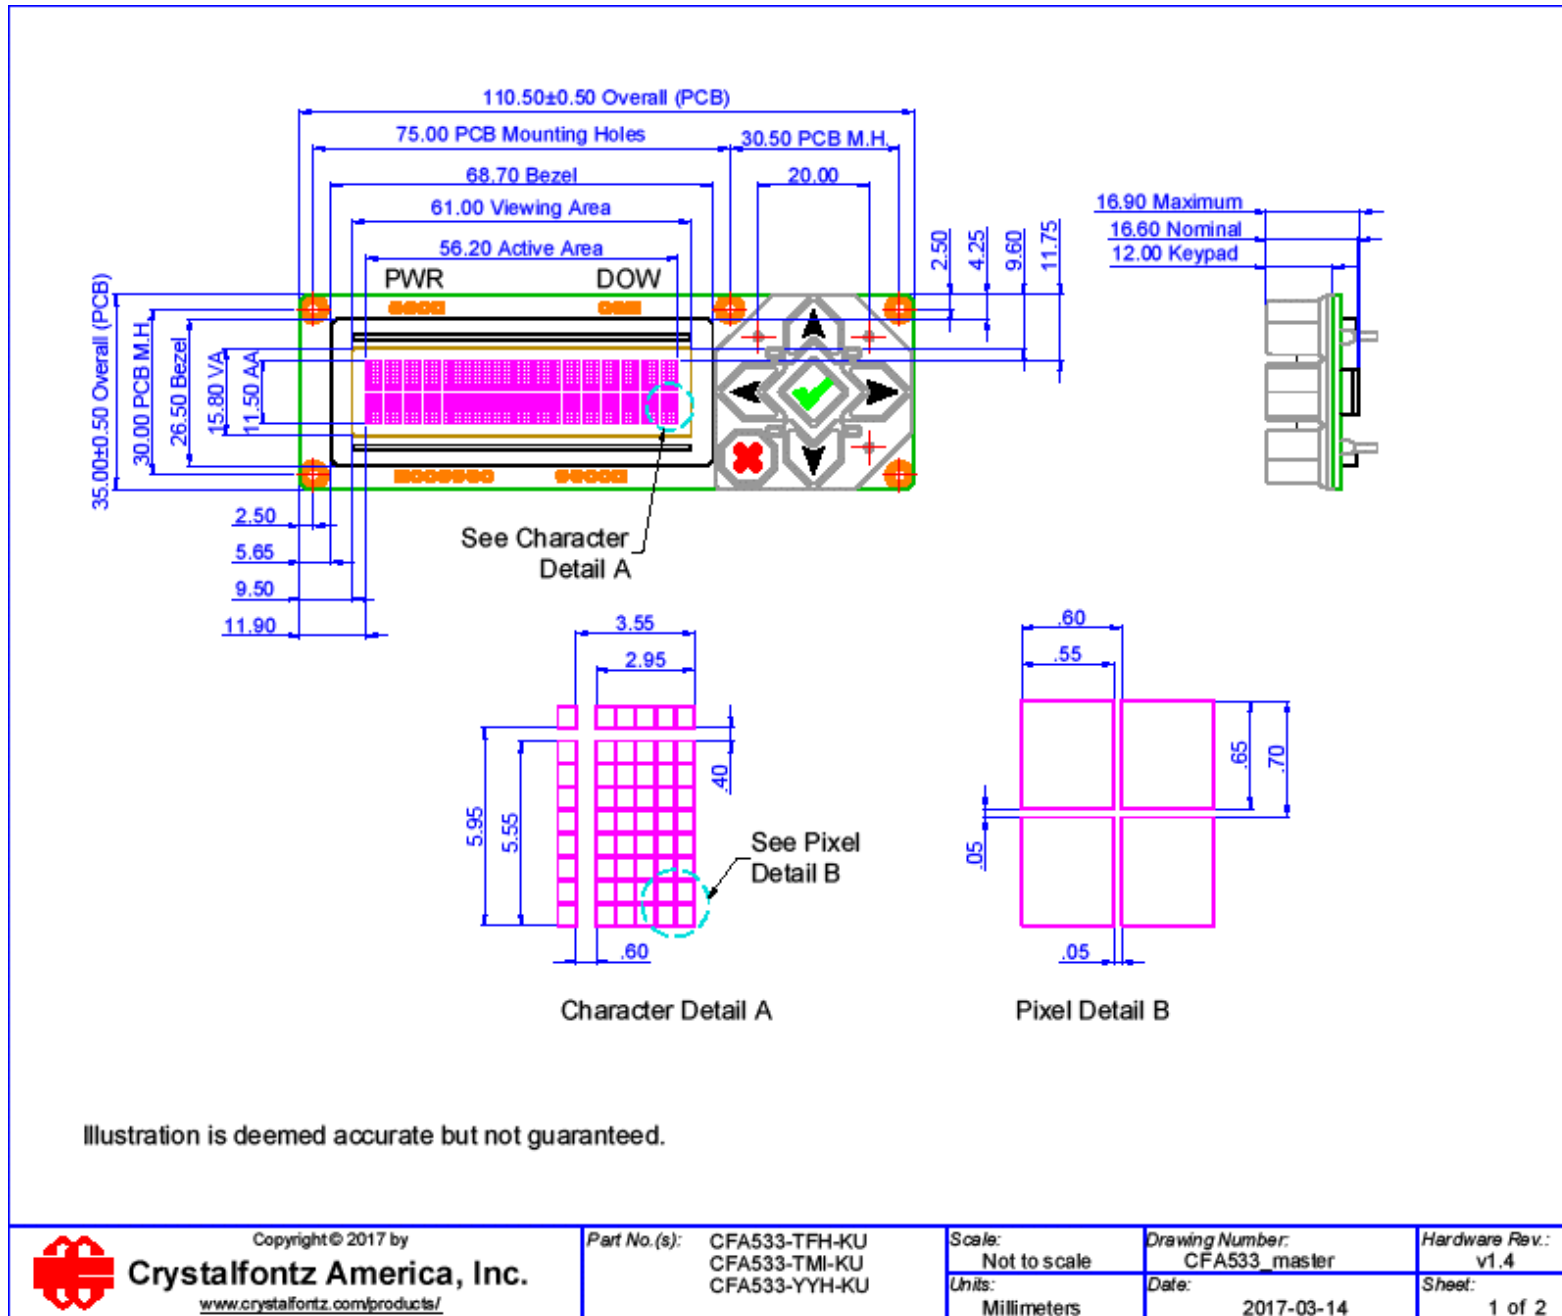 110.50±0.50 Overall (PCB)
75.00 PCB Mounting Holes
30.50 PCB M.H.
68.70 Bezel
20.00
61.00 Viewing Area
56.20 Active Area
PWR
DOW
2.50
4.25
9.60
11.75
16.90 Maximum
16.60 Nominal
12.00 Keypad
35.00±0.50 Overall (PCB)
30.00 PCB M.H.
26.50 Bezel
15.80 VA
11.50 AA
2.50
5.65
9.50
11.90
See Character
Detail A
3.55
2.95
.40
5.95
5.55
.60
See Pixel
Detail B
Character Detail A
.60
.55
.65
.70
.05
.05
Pixel Detail B
Illustration is deemed accurate but not guaranteed.
Copyright © 2017 by
Crystalfontz America, Inc.
www.crystalfontz.com/products/
Part No.(s): CFA533-TFH-KU
CFA533-TMI-KU
CFA533-YYH-KU
Scale:
Not to scale
Units:
Millimeters
Drawing Number:
CFA533_master
Date:
2017-03-14
Hardware Rev.:
v1.4
Sheet:
1 of 2